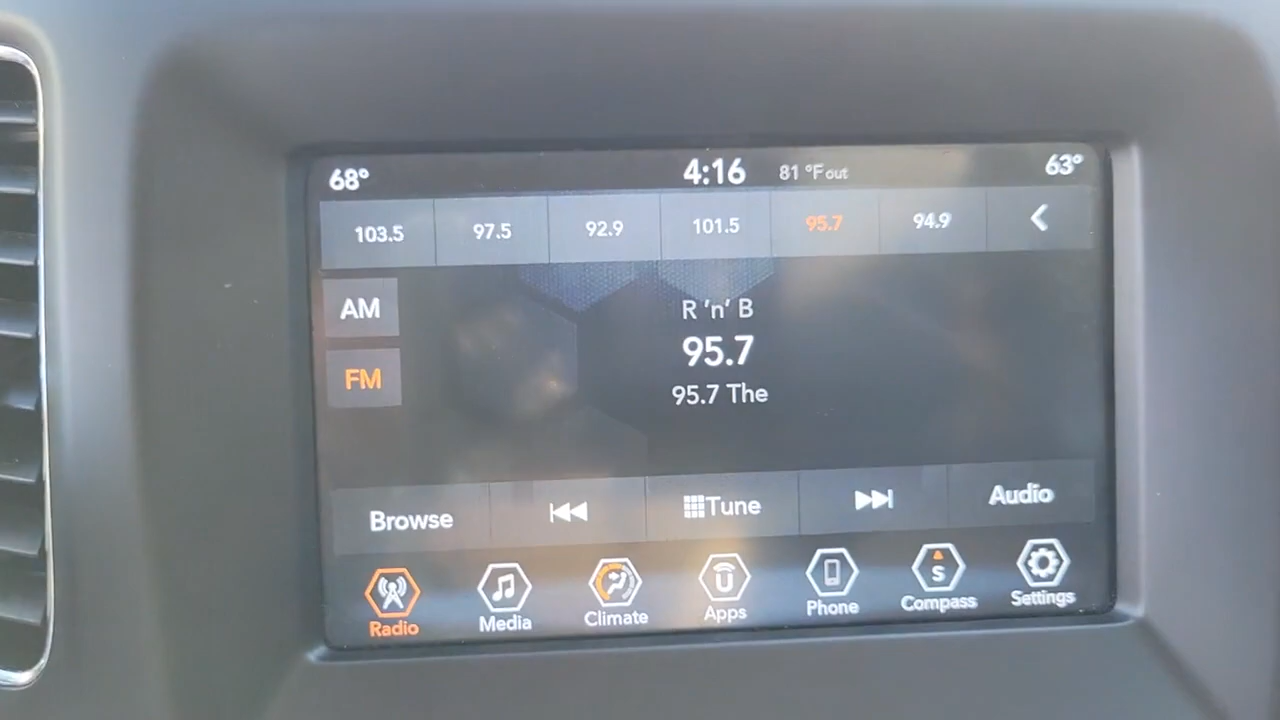 68° 4:16 81 °F out 63°
103.5 97.5 92.9 101.5 95.7 94.9
AM
R 'n' B
95.7
FM
95.7 The
Browse Tune Audio
Radio Media Climate Apps Phone S Compass Settings